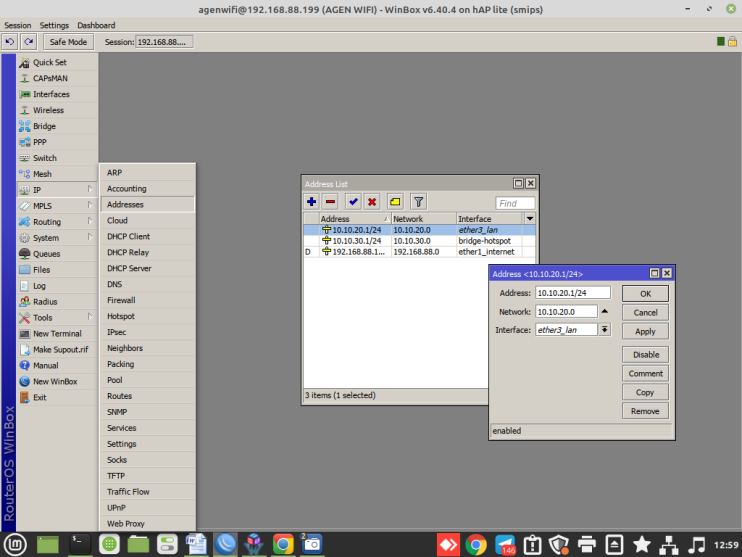 agenwifi@192.168.88.199 (AGEN WIFI) - WinBox v6.40.4 on hAP lite (smips)
Session Settings Dashboard
Safe Mode Session: 192.168.88....
Quick Set
CAPsMAN
Interfaces
Wireless
Bridge
PPP
Switch
Mesh
IP
MPLS
Routing
System
Queues
Files
Log
Radius
Tools
New Terminal
Make Supout.rif
Manual
New WinBox
Exit
RouterOS WinBox
ARP
Accounting
Addresses
Cloud
DHCP Client
DHCP Relay
DHCP Server
DNS
Firewall
Hotspot
IPsec
Neighbors
Packing
Pool
Routes
SNMP
Services
Settings
Socks
TFTP
Traffic Flow
UPnP
Web Proxy
Address List
Find
Address Network Interface
10.10.20.1/24 10.10.20.0 ether3_lan
10.10.30.1/24 10.10.30.0 bridge-hotspot
D 192.168.88.1... 192.168.88.0 ether1_internet
3 items (1 selected)
Address <10.10.20.1/24>
Address: 10.10.20.1/24 OK
Network: 10.10.20.0 Cancel
Interface: ether3_lan Apply
Disable
Comment
Copy
Remove
enabled
2
146
12:59